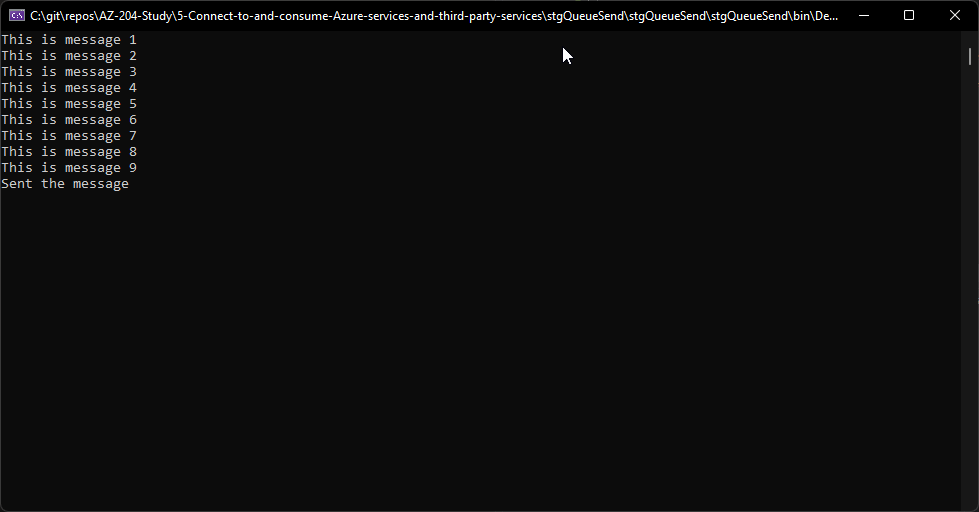 C:\git\repos\AZ-204-Study\5-Connect-to-and-consume-Azure-services-and-third-party-services\stgQueueSend\stgQueueSend\stgQueueSend\bin\De...
This is message 1
This is message 2
This is message 3
This is message 4
This is message 5
This is message 6
This is message 7
This is message 8
This is message 9
Sent the message